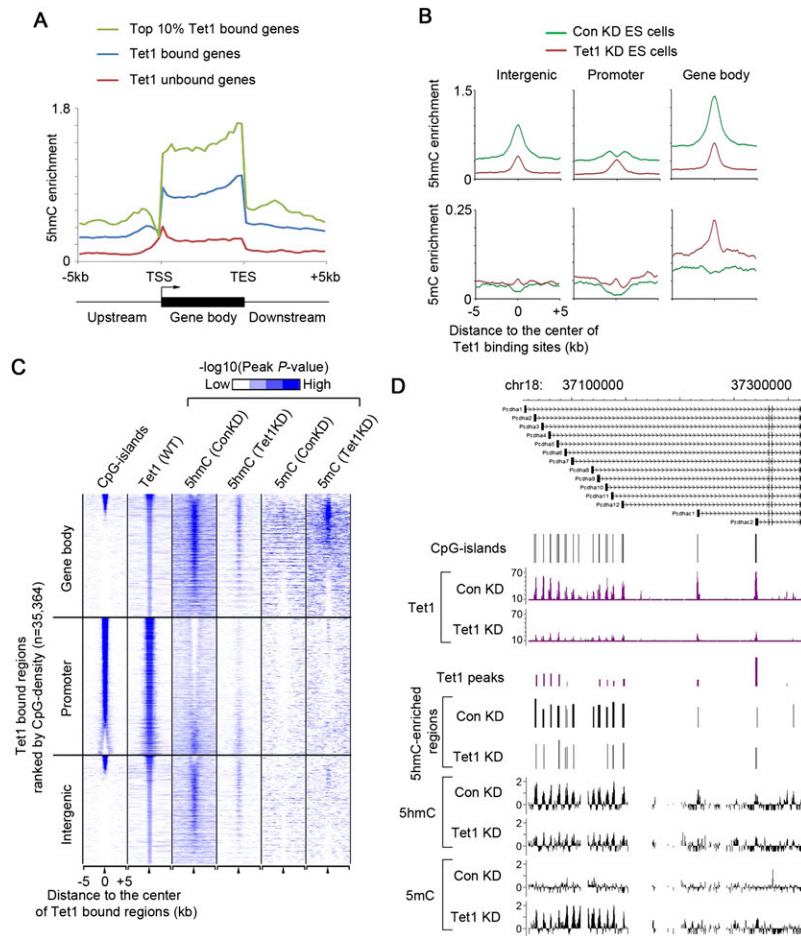 A
Top 10% Tet1 bound genes
Tet1 bound genes
Tet1 unbound genes
1.8
5hmC enrichment
0
-5kb TSS TES +5kb
Upstream Gene body Downstream
B
Con KD ES cells
Tet1 KD ES cells
Intergenic Promoter Gene body
1.5
5hmC enrichment
0
0.25
5mC enrichment
0
-5 0 +5
Distance to the center of
Tet1 binding sites (kb)
C
-log10(Peak P-value)
Low High
CpG-islands
Tet1 (WT)
5hmC (ConKD)
5hmC (Tet1KD)
5mC (ConKD)
5mC (Tet1KD)
Tet1 bound regions
ranked by CpG-density (n=35,364)
Gene body
Promoter
Intergenic
-5 0 +5
Distance to the center
of Tet1 bound regions (kb)
D
chr18: 37100000 37300000
Pcdha1
Pcdha2
Pcdha3
Pcdha4
Pcdha5
Pcdha6
Pcdha7
Pcdha8
Pcdha9
Pcdha10
Pcdha11
Pcdha12
Pcdhac1
Pcdhac2
CpG-islands
Tet1
Con KD
70
10
Tet1 KD
70
10
Tet1 peaks
5hmC-enriched
regions
Con KD
Tet1 KD
5hmC
Con KD
2
0
Tet1 KD
2
0
5mC
Con KD
2
0
Tet1 KD
2
0